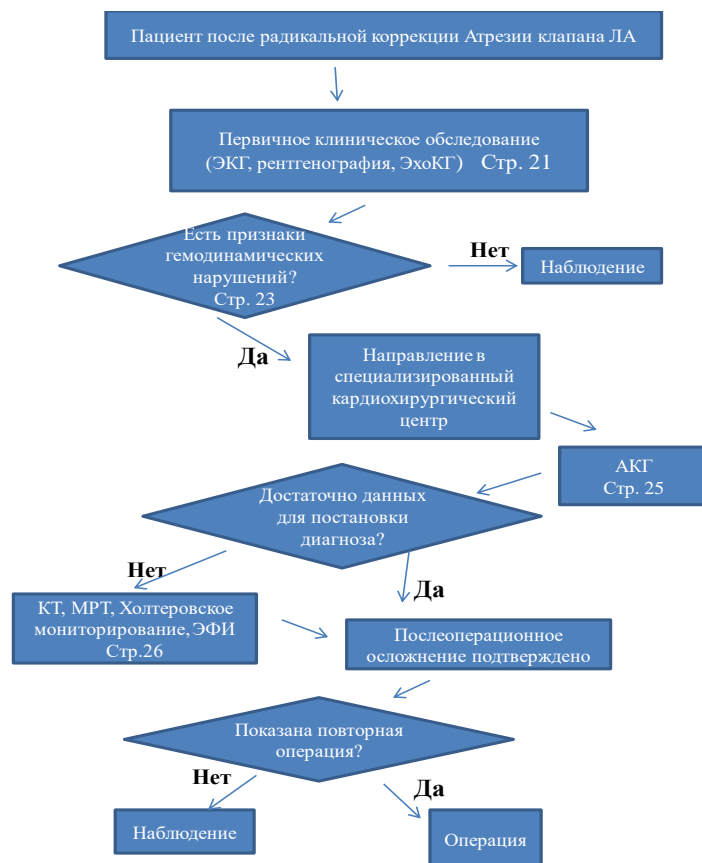 Пациент после радикальной коррекции Атрезии клапана ЛА
Первичное клиническое обследование
(ЭКГ, рентгенография, ЭхоКГ) Стр. 21
Есть признаки
гемодинамических
нарушений?
Стр. 23
Нет
Наблюдение
Да
Направление в
специализированный
кардиохирургический
центр
АКГ
Стр. 25
Достаточно данных
для постановки
диагноза?
Нет
Да
КТ, МРТ, Холтеровское
мониторирование, ЭФИ
Стр.26
Послеоперационное
осложнение подтверждено
Показана повторная
операция?
Нет
Да
Наблюдение
Операция